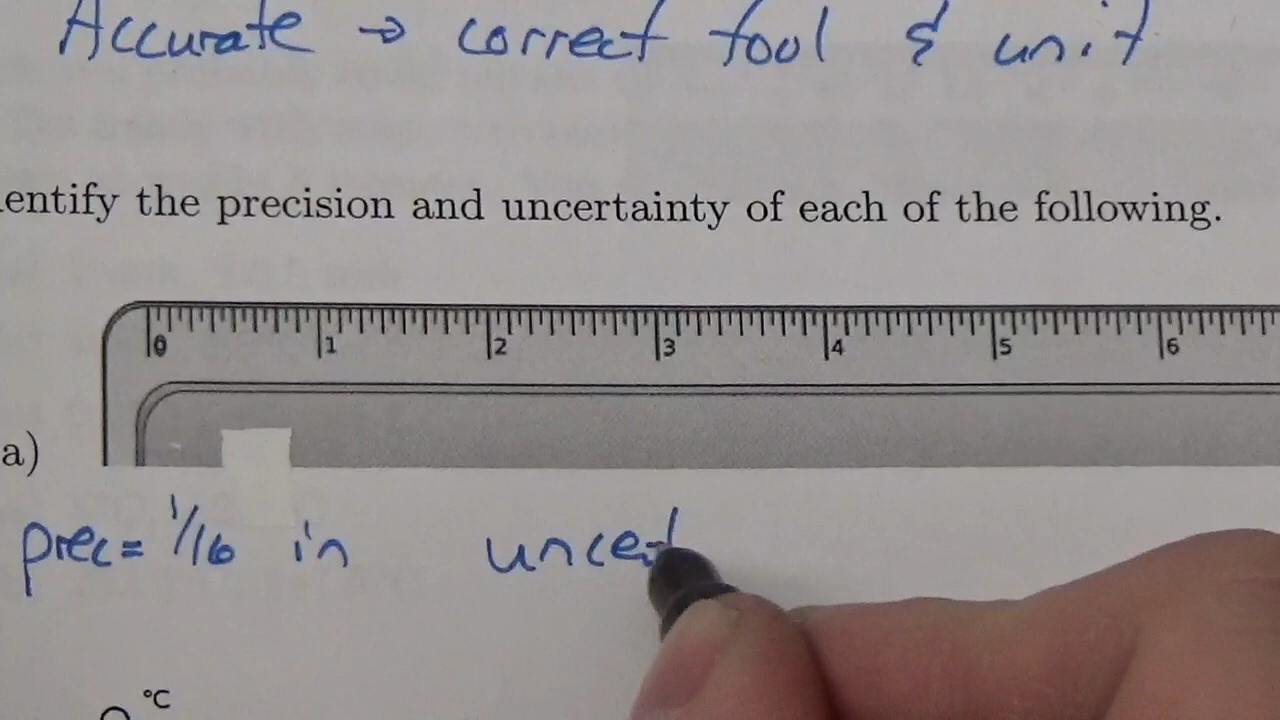 Accurate → correct tool & unit
entify the precision and uncertainty of each of the following.
0 1 2 3 4 5 6
a)
prec = 1/16 in uncert
°C